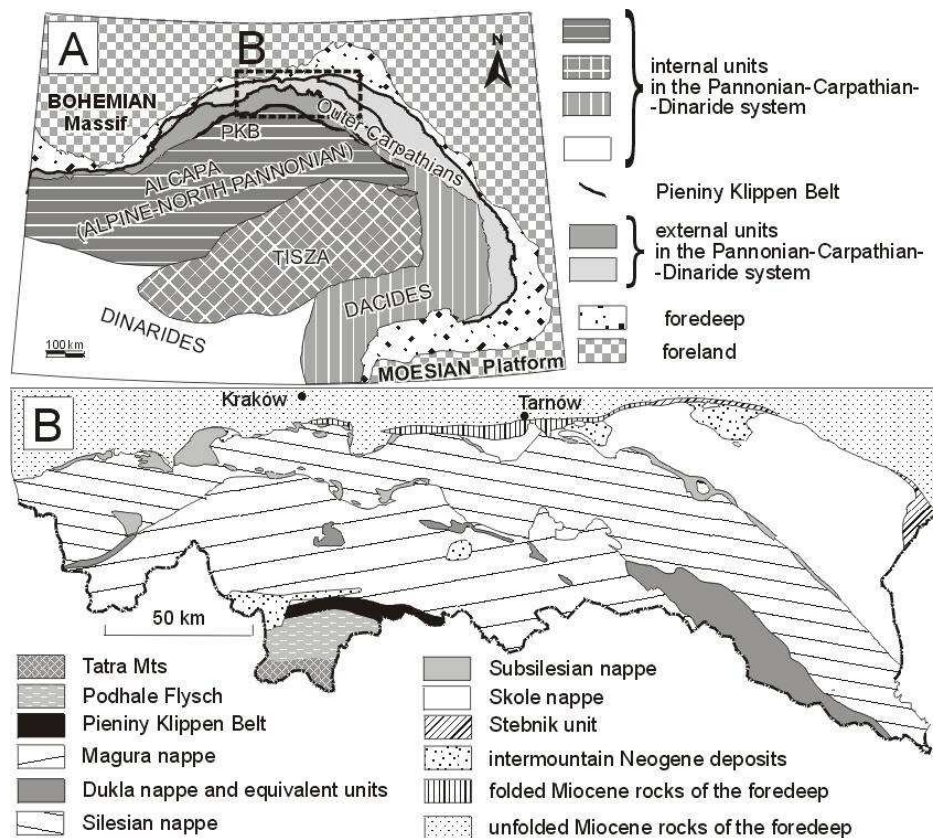 A
B
N
BOHEMIAN
Massif
PKB
Outer Carpathians
ALCAPA
(ALPINE-NORTH PANNONIAN)
TISZA
DACIDES
DINARIDES
100 km
MOESIAN Platform
internal units
in the Pannonian-Carpathian-
-Dinaride system
Pieniny Klippen Belt
external units
in the Pannonian-Carpathian-
-Dinaride system
foredeep
foreland
B
Kraków
Tarnów
50 km
Tatra Mts
Podhale Flysch
Pieniny Klippen Belt
Magura nappe
Dukla nappe and equivalent units
Silesian nappe
Subsilesian nappe
Skole nappe
Stebnik unit
intermountain Neogene deposits
folded Miocene rocks of the foredeep
unfolded Miocene rocks of the foredeep